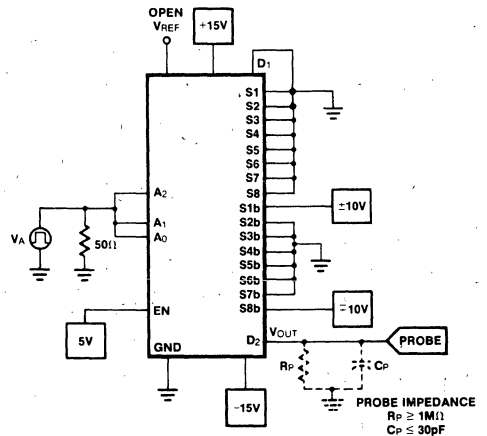 OPEN
VREF
+15V
D1
S1
S2
S3
S4
S5
S6
S7
S8
S1b
±10V
S2b
S3b
S4b
S5b
S6b
S7b
S8b
∓10V
A2
A1
A0
VA
50Ω
EN
5V
GND
D2
VOUT
PROBE
RP
CP
-15V
PROBE IMPEDANCE
RP ≥ 1MΩ
CP ≤ 30pF